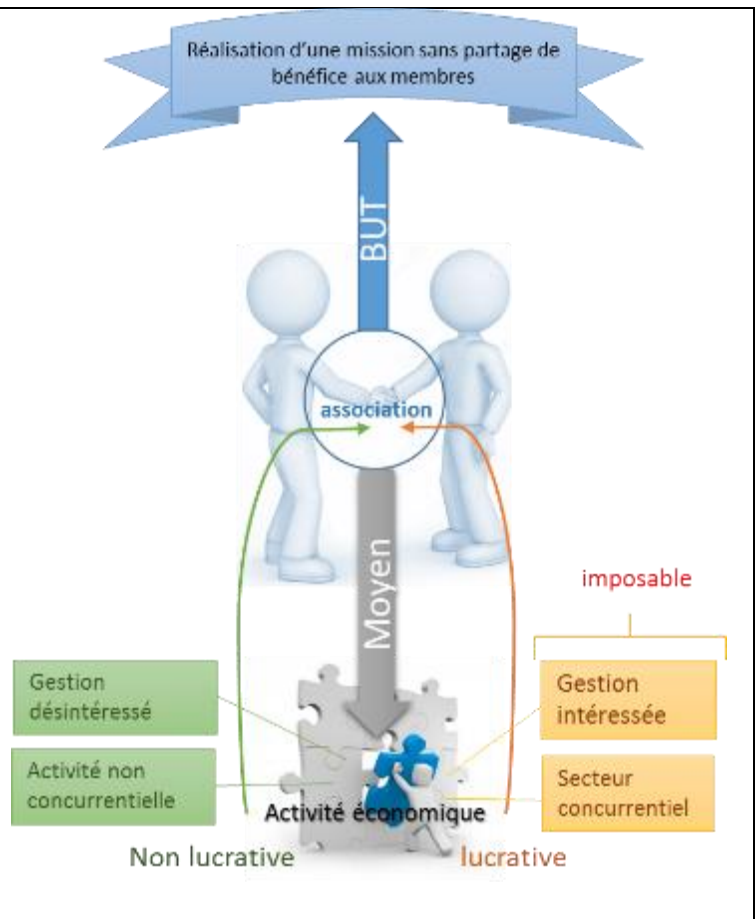 Réalisation d'une mission sans partage de
bénéfice aux membres
BUT
association
Moyen
imposable
Gestion
désintéressé
Gestion
intéressée
Activité non
concurrentielle
Secteur
concurrentiel
Activité économique
Non lucrative
lucrative